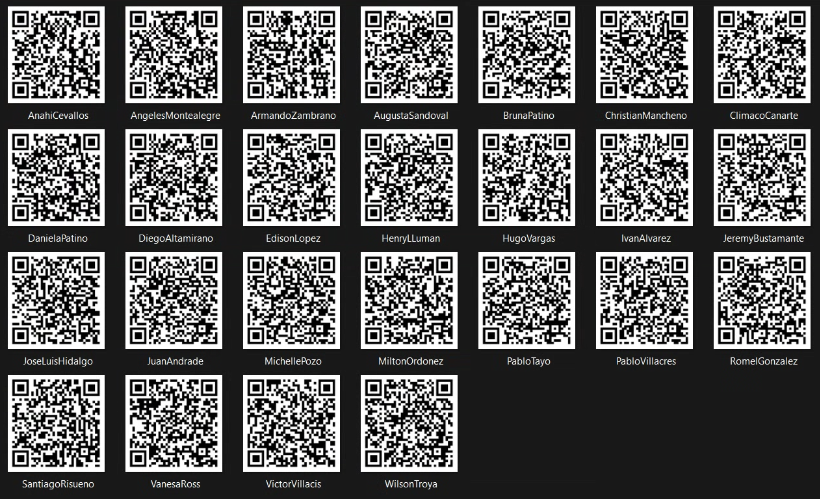 AnahiCevallos AngelesMontealegre ArmandoZambrano AugustaSandoval BrunaPatino ChristianMancheno ClimacoCanarte
DanielaPatino DiegoAltamirano EdisonLopez HenryLLuman HugoVargas IvanAlvarez JeremyBustamante
JoseLuisHidalgo JuanAndrade MichellePozo MiltonOrdonez PabloTayo PabloVillacres RomelGonzalez
SantiagoRisueno VanesaRoss VictorVillacis WilsonTroya